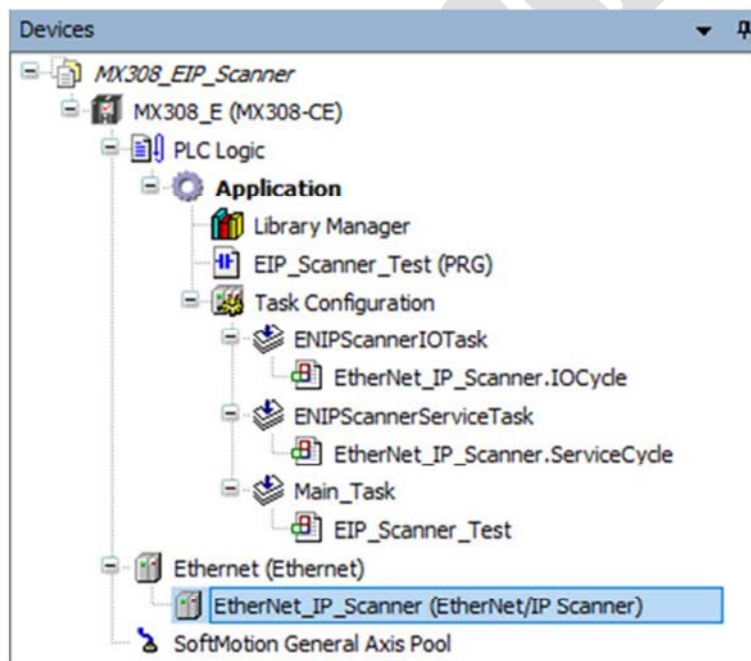 Devices
MX308_EIP_Scanner
MX308_E (MX308-CE)
PLC Logic
Application
Library Manager
EIP_Scanner_Test (PRG)
Task Configuration
ENIPScannerIOTask
EtherNet_IP_Scanner.IOCycle
ENIPScannerServiceTask
EtherNet_IP_Scanner.ServiceCycle
Main_Task
EIP_Scanner_Test
Ethernet (Ethernet)
EtherNet_IP_Scanner (EtherNet/IP Scanner)
SoftMotion General Axis Pool